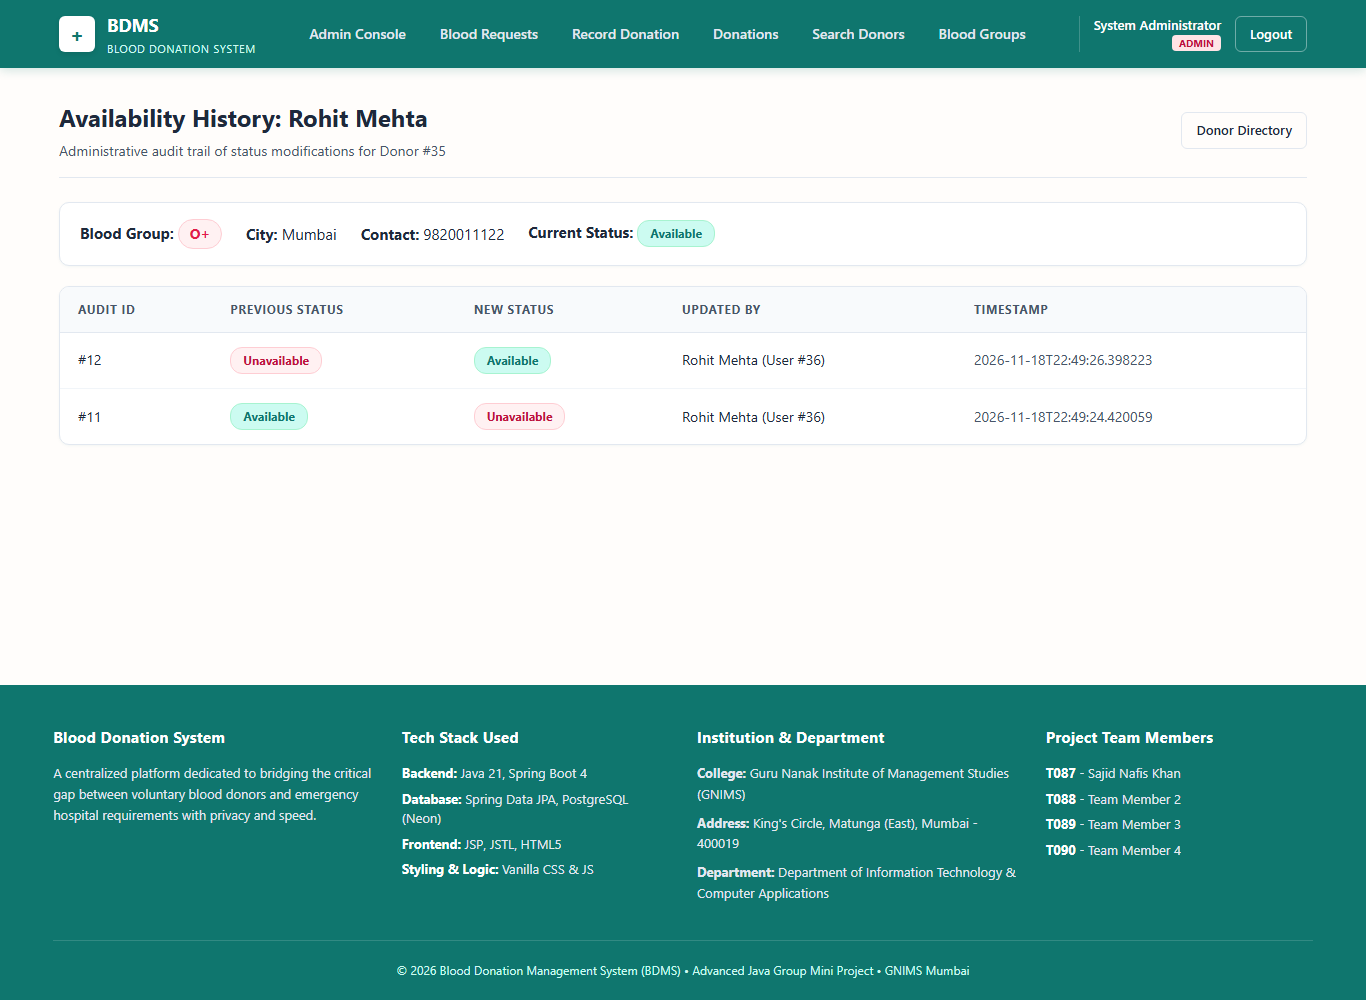 +
BDMS
BLOOD DONATION SYSTEM
Admin Console
Blood Requests
Record Donation
Donations
Search Donors
Blood Groups
System Administrator
ADMIN
Logout
Availability History: Rohit Mehta
Administrative audit trail of status modifications for Donor #35
Donor Directory
Blood Group: O+ City: Mumbai Contact: 9820011122 Current Status: Available
AUDIT ID PREVIOUS STATUS NEW STATUS UPDATED BY TIMESTAMP
#12 Unavailable Available Rohit Mehta (User #36) 2026-11-18T22:49:26.398223
#11 Available Unavailable Rohit Mehta (User #36) 2026-11-18T22:49:24.420059
Blood Donation System
A centralized platform dedicated to bridging the critical
gap between voluntary blood donors and emergency
hospital requirements with privacy and speed.
Tech Stack Used
Backend: Java 21, Spring Boot 4
Database: Spring Data JPA, PostgreSQL
(Neon)
Frontend: JSP, JSTL, HTML5
Styling & Logic: Vanilla CSS & JS
Institution & Department
College: Guru Nanak Institute of Management Studies
(GNIMS)
Address: King's Circle, Matunga (East), Mumbai -
400019
Department: Department of Information Technology &
Computer Applications
Project Team Members
T087 - Sajid Nafis Khan
T088 - Team Member 2
T089 - Team Member 3
T090 - Team Member 4
© 2026 Blood Donation Management System (BDMS) • Advanced Java Group Mini Project • GNIMS Mumbai